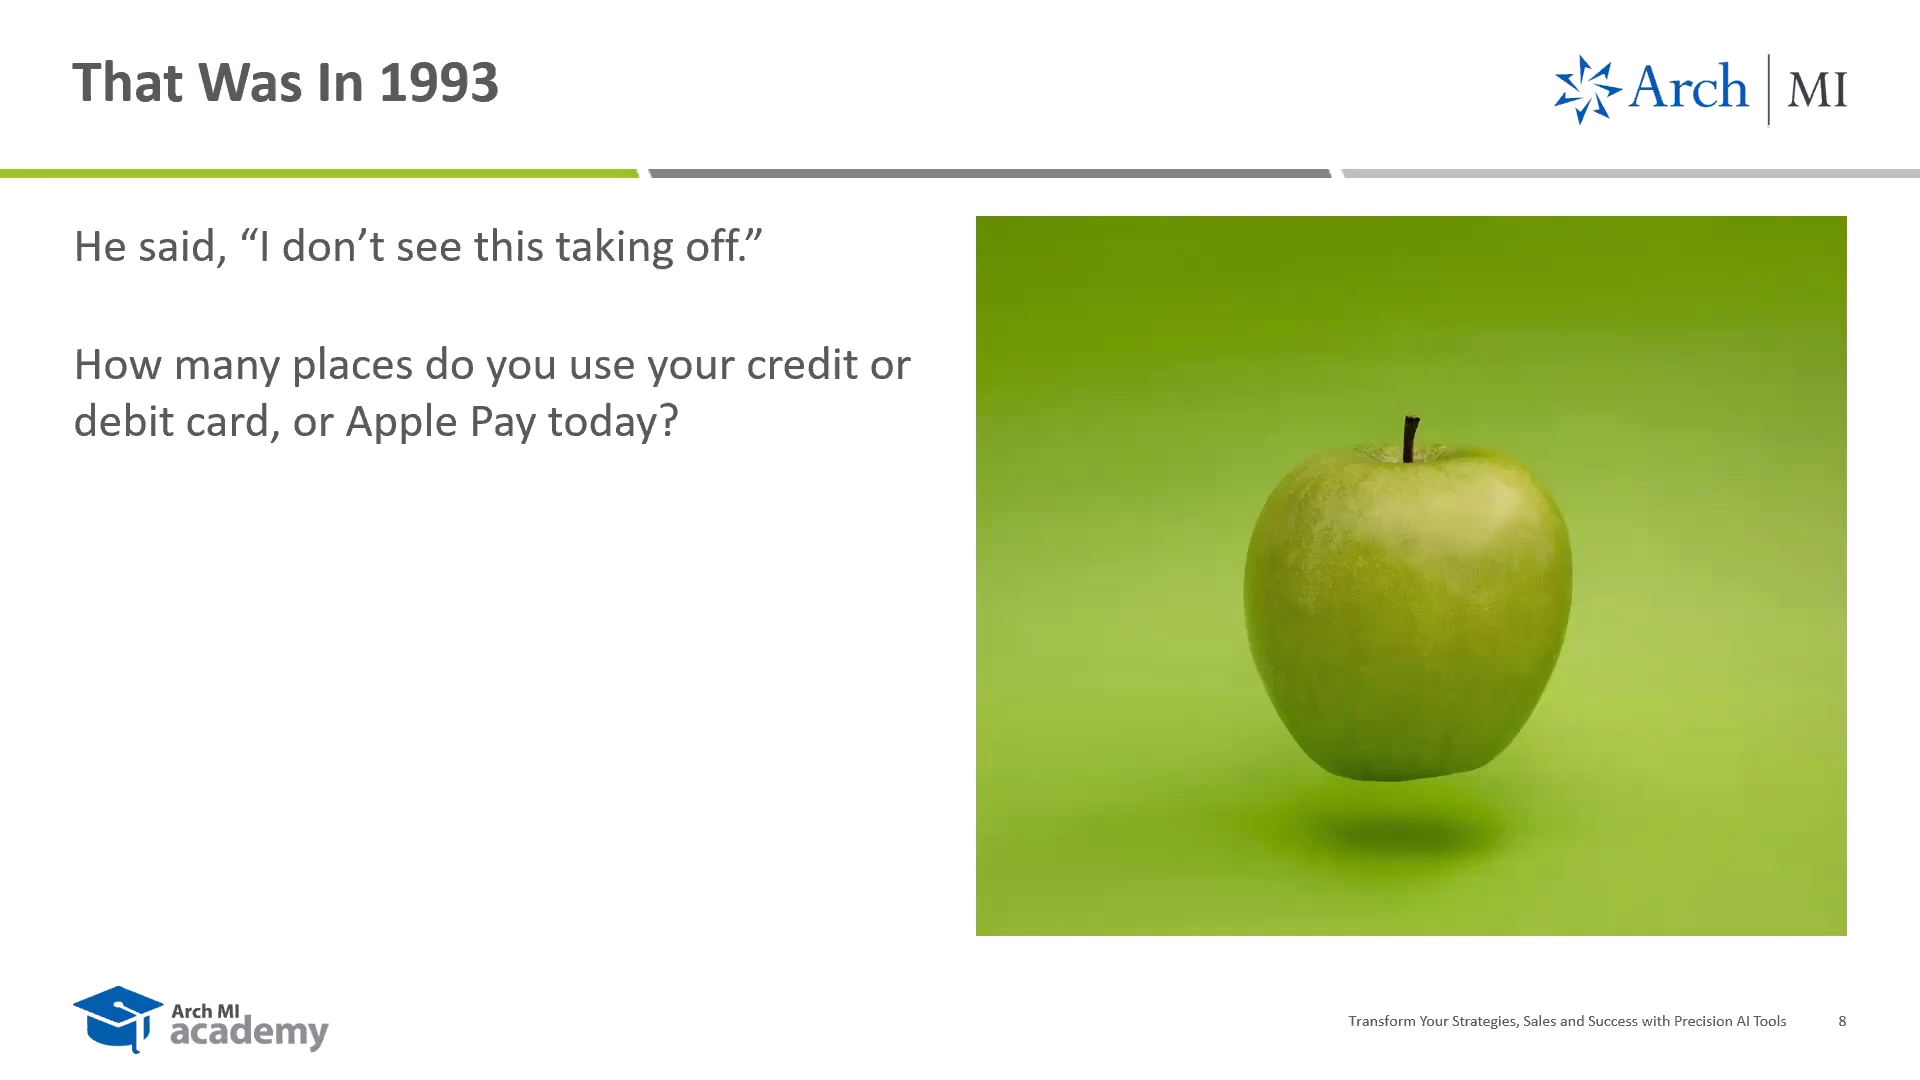 That Was In 1993
Arch | MI
He said, “I don’t see this taking off.”
How many places do you use your credit or
debit card, or Apple Pay today?
Arch MI
academy
Transform Your Strategies, Sales and Success with Precision AI Tools
8